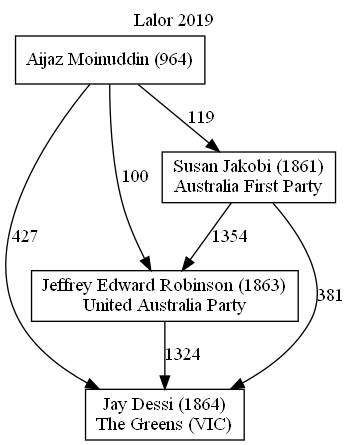 Lalor 2019
Aijaz Moinuddin (964)
119
Susan Jakobi (1861)
Australia First Party
100
427
1354
Jeffrey Edward Robinson (1863)
United Australia Party
381
1324
Jay Dessi (1864)
The Greens (VIC)